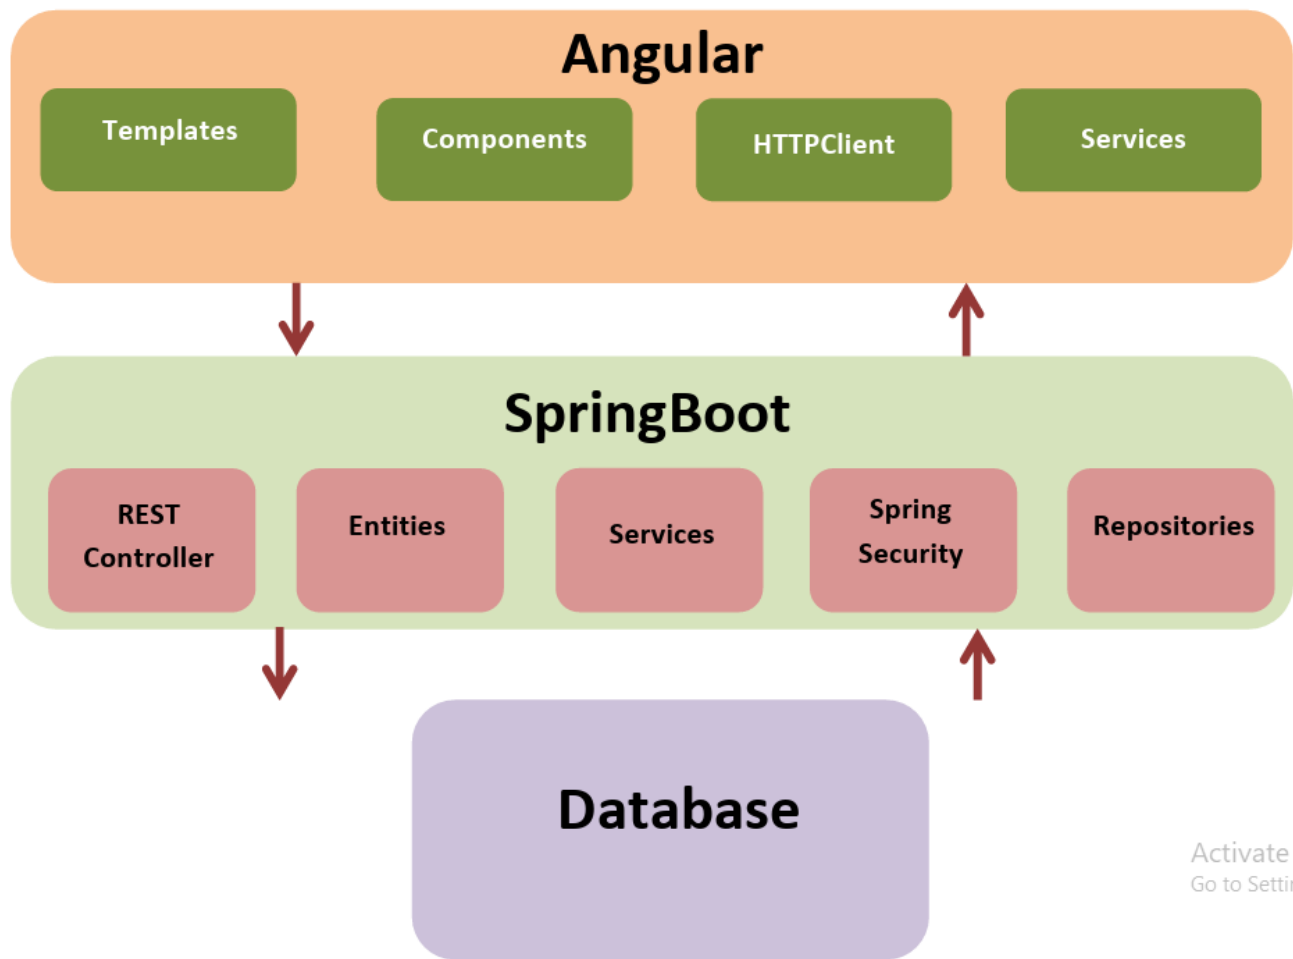 Angular
Templates
Components
HTTPClient
Services
SpringBoot
REST
Controller
Entities
Services
Spring
Security
Repositories
Database
Activate
Go to